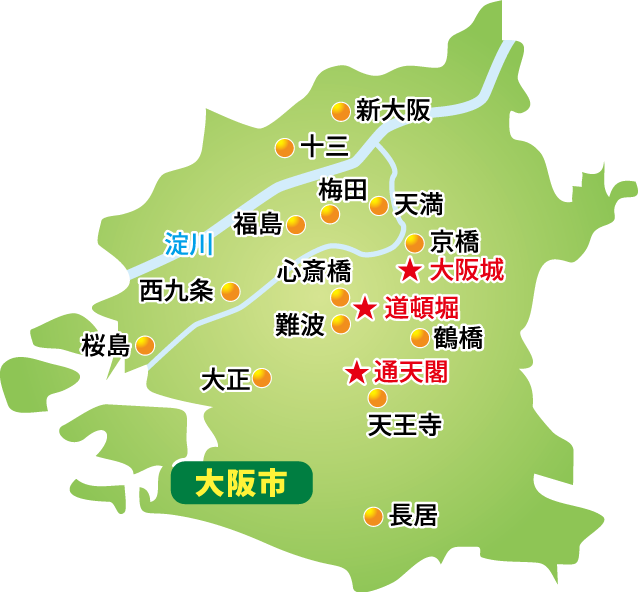 新大阪
十三
梅田
天満
福島
京橋
淀川
大阪城
心斎橋
西九条
道頓堀
難波
鶴橋
桜島
通天閣
大正
天王寺
大阪市
長居